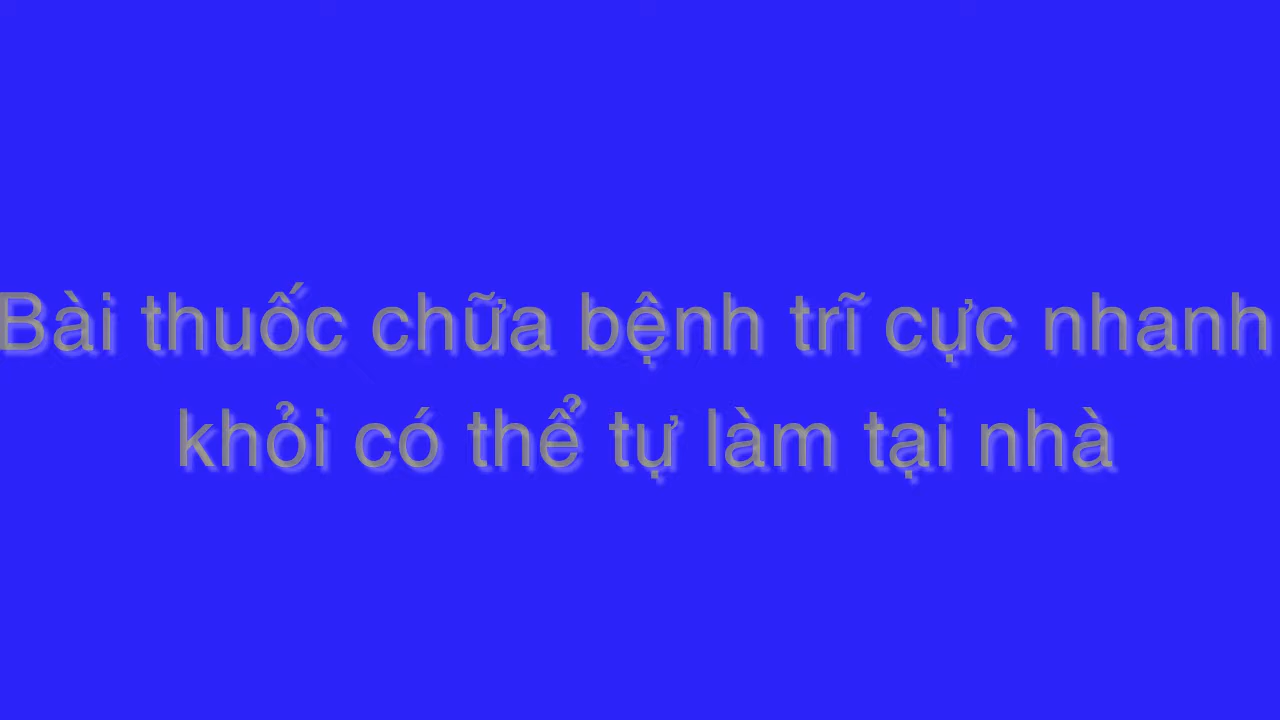 Bài thuốc chữa bệnh trĩ cực nhanh
khỏi có thể tự làm tại nhà